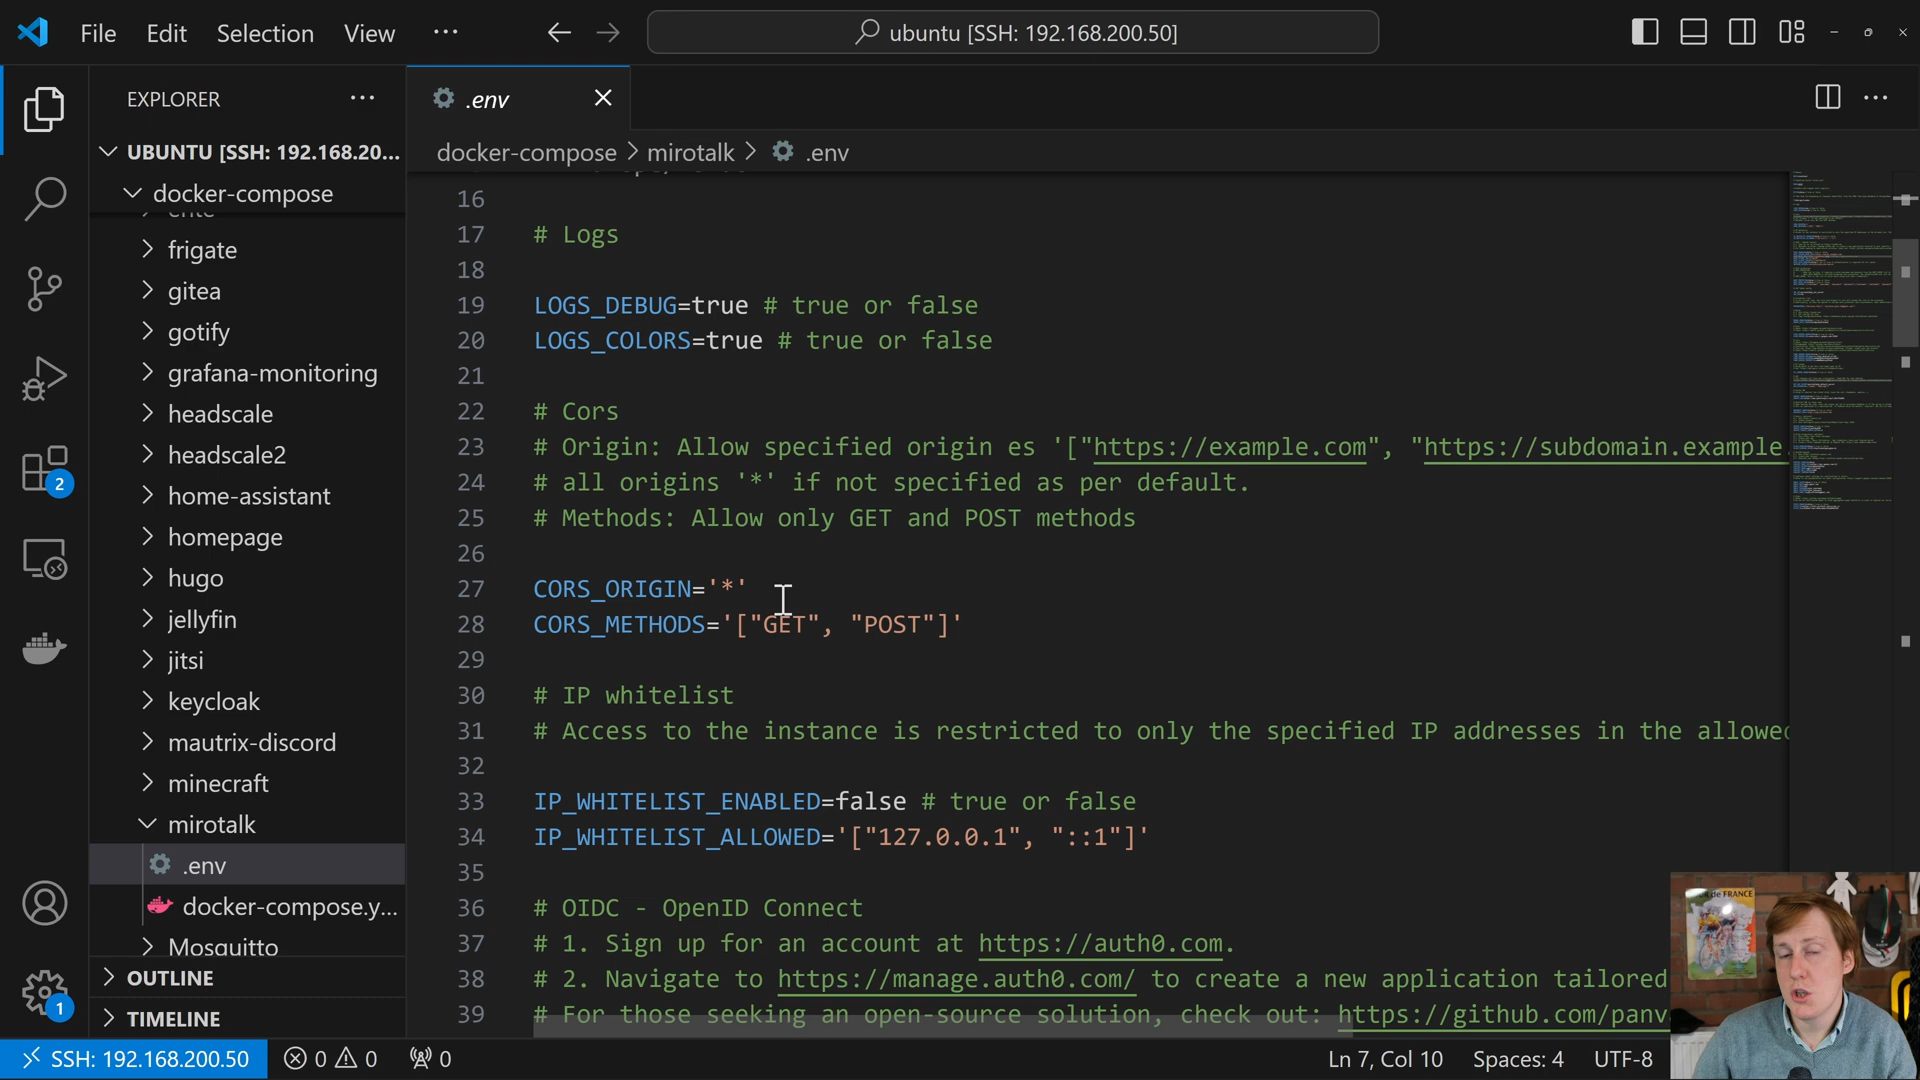 File Edit Selection View ··· ubuntu [SSH: 192.168.200.50]
EXPLORER
UBUNTU [SSH: 192.168.20...
docker-compose
frigate
gitea
gotify
grafana-monitoring
headscale
headscale2
home-assistant
homepage
hugo
jellyfin
jitsi
keycloak
mautrix-discord
minecraft
mirotalk
.env
docker-compose.y...
Mosquitto
OUTLINE
TIMELINE
2
1
.env
docker-compose > mirotalk > .env
16
17 # Logs
18
19 LOGS_DEBUG=true # true or false
20 LOGS_COLORS=true # true or false
21
22 # Cors
23 # Origin: Allow specified origin es '["https://example.com", "https://subdomain.example.
24 # all origins '*' if not specified as per default.
25 # Methods: Allow only GET and POST methods
26
27 CORS_ORIGIN='*'
28 CORS_METHODS='["GET", "POST"]'
29
30 # IP whitelist
31 # Access to the instance is restricted to only the specified IP addresses in the allowed
32
33 IP_WHITELIST_ENABLED=false # true or false
34 IP_WHITELIST_ALLOWED='["127.0.0.1", "::1"]'
35
36 # OIDC - OpenID Connect
37 # 1. Sign up for an account at https://auth0.com.
38 # 2. Navigate to https://manage.auth0.com/ to create a new application tailored
39 # For those seeking an open-source solution, check out: https://github.com/panv
DE FRANCE
SSH: 192.168.200.50 0 0 0 Ln 7, Col 10 Spaces: 4 UTF-8